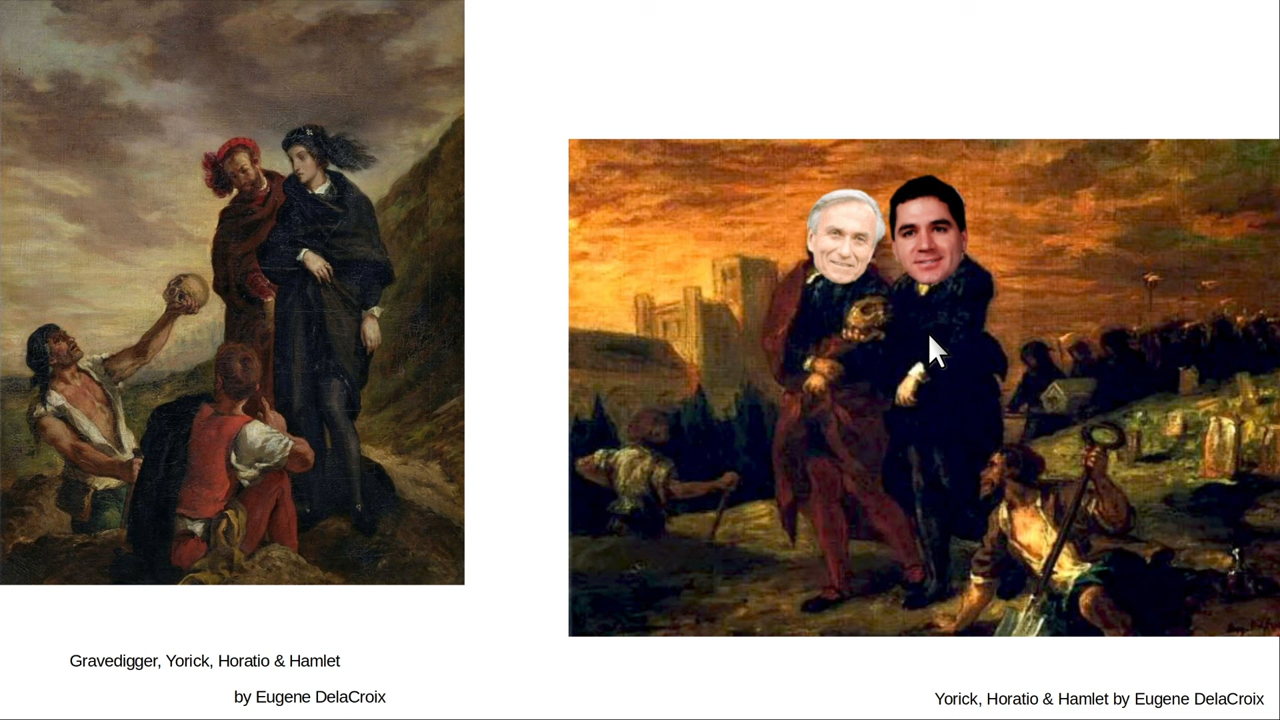 Gravedigger, Yorick, Horatio & Hamlet
by Eugene DelaCroix
Yorick, Horatio & Hamlet by Eugene DelaCroix